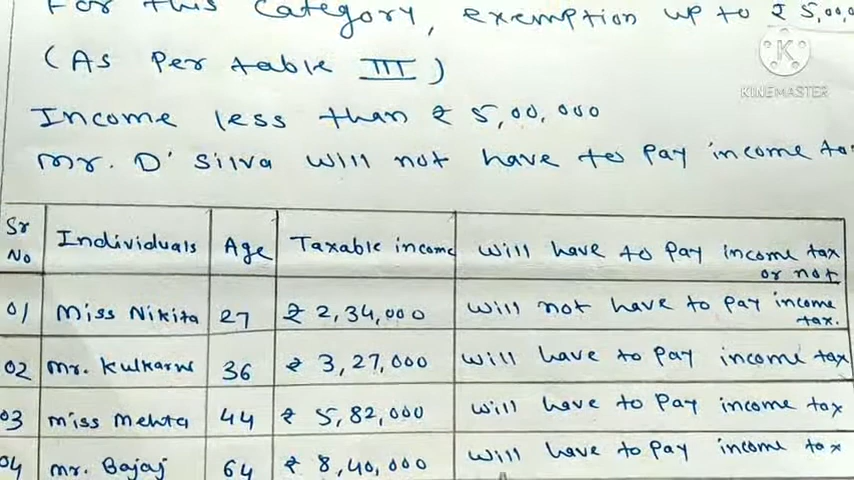 For this category, exemption up to ₹ 5,00,0
(As per table III)
KINEMASTER
Income less than ₹ 5,00,000
Mr. D'silva will not have to pay income
Sr No Individuals Age Taxable income will have to pay income tax or not
01 Miss Nikita 27 ₹ 2,34,000 will not have to pay income tax.
02 Mr. Kulkarni 36 ₹ 3,27,000 will have to pay income tax
03 Miss Mehta 44 ₹ 5,82,000 will have to pay income tax
04 Mr. Bajaj 64 ₹ 8,40,000 will have to pay income tax